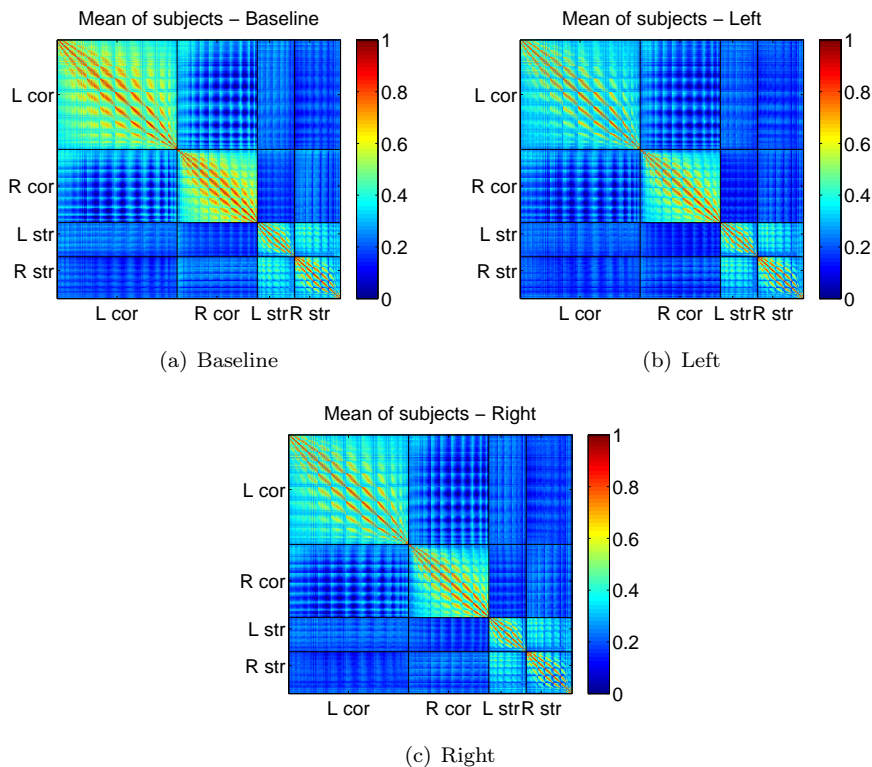 Mean of subjects − Baseline
L cor
R cor
L str
R str
L cor R cor L str R str
1
0.8
0.6
0.4
0.2
0
(a) Baseline
Mean of subjects − Left
L cor
R cor
L str
R str
L cor R cor L str R str
1
0.8
0.6
0.4
0.2
0
(b) Left
Mean of subjects − Right
L cor
R cor
L str
R str
L cor R cor L str R str
1
0.8
0.6
0.4
0.2
0
(c) Right